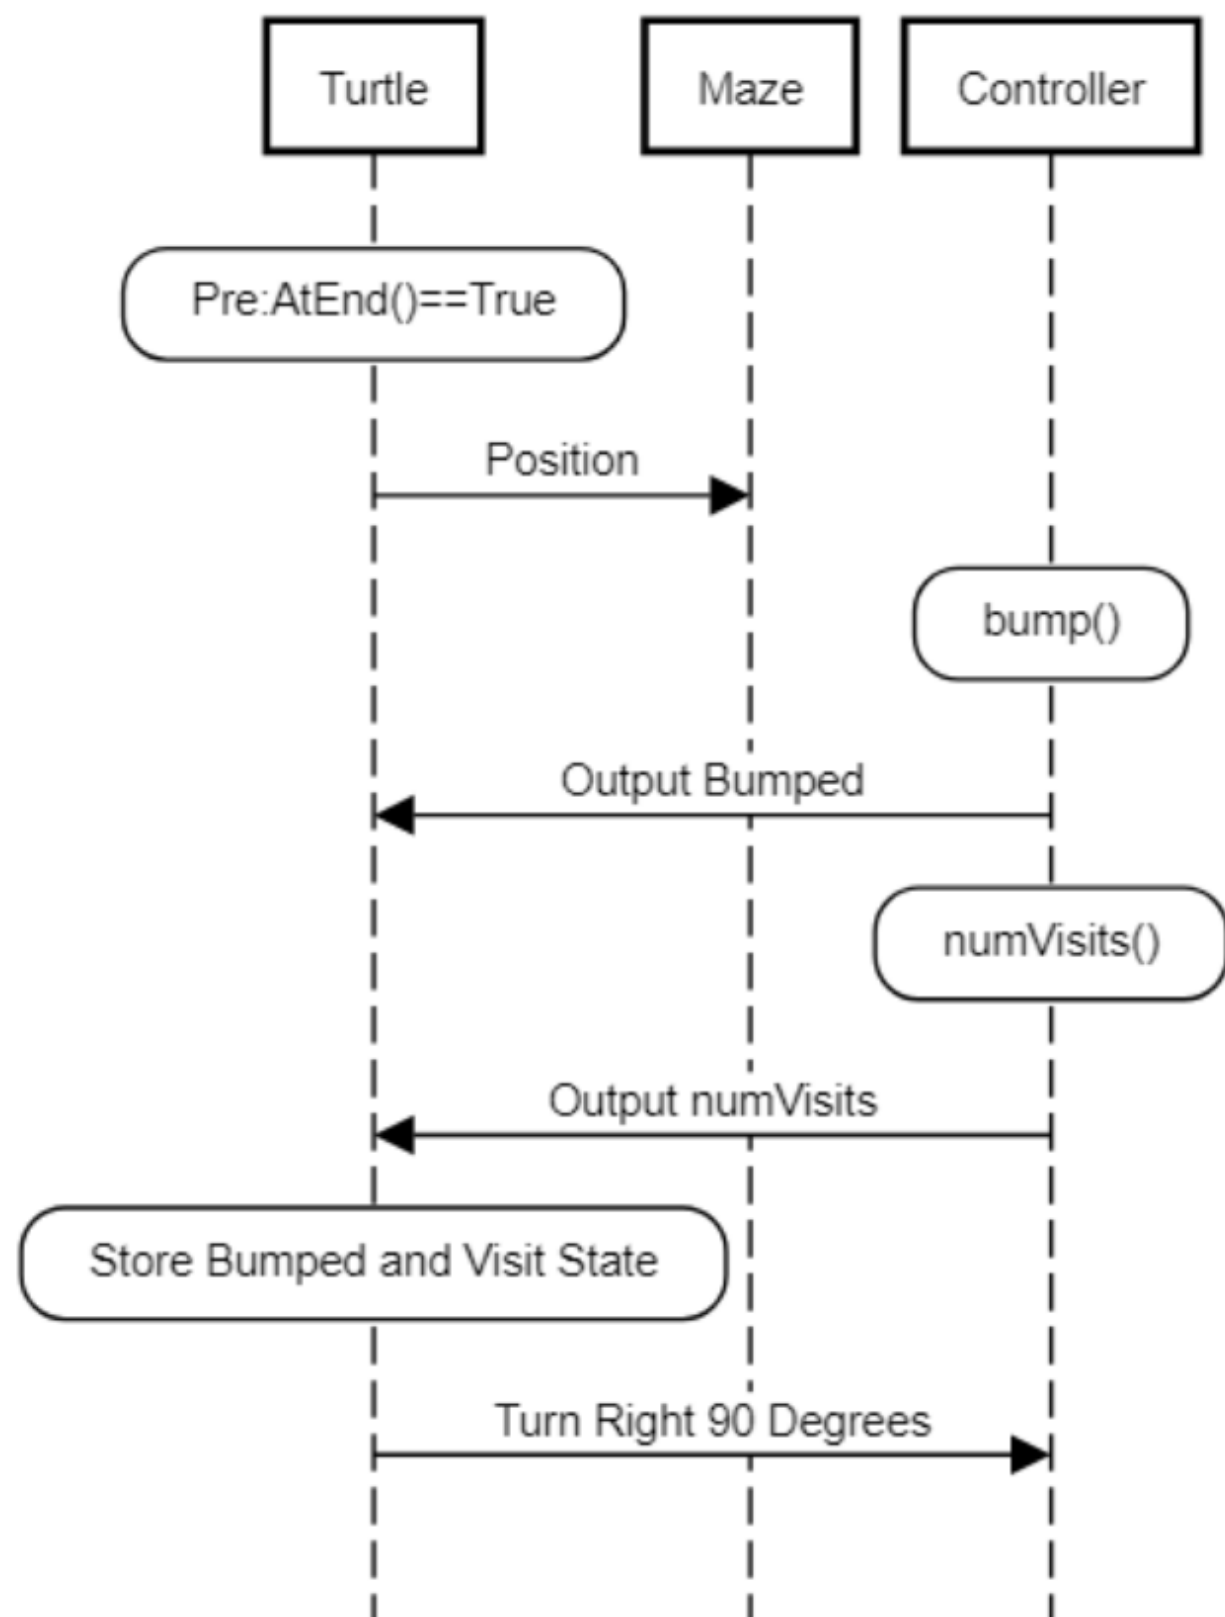 Turtle
Maze
Controller
Pre:AtEnd()==True
Position
bump()
Output Bumped
numVisits()
Output numVisits
Store Bumped and Visit State
Turn Right 90 Degrees